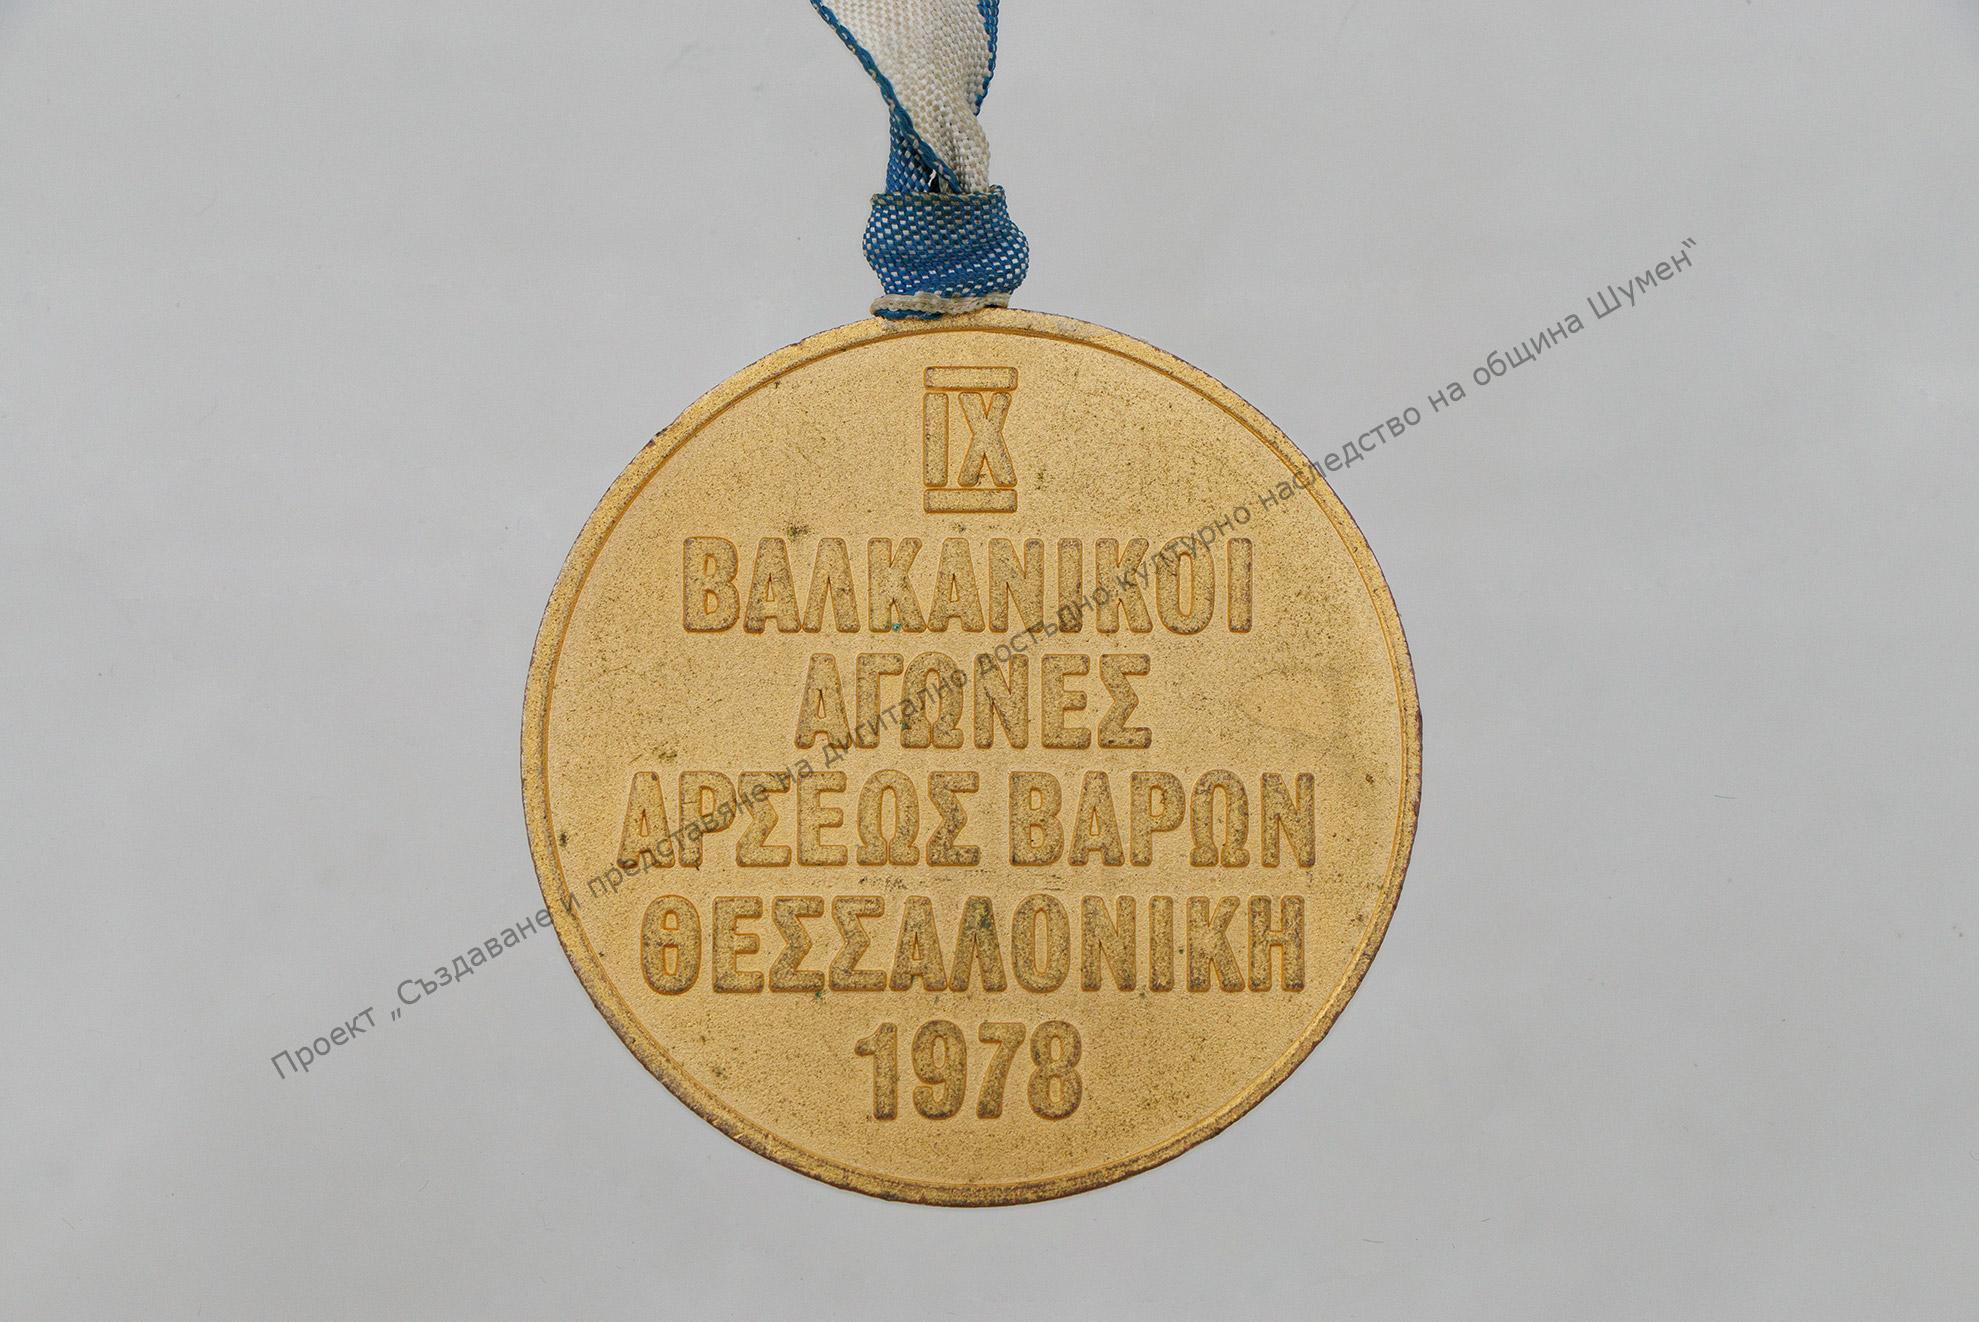 IX
ΒΑΛΚΑΝΙΚΟΙ
ΑΓΩΝΕΣ
ΑΡΣΕΩΣ ΒΑΡΩΝ
ΘΕΣΣΑΛΟΝΙΚΗ
1978
Проект „Създаване и представяне на дигитално достъпно културно наследство на община Шумен“